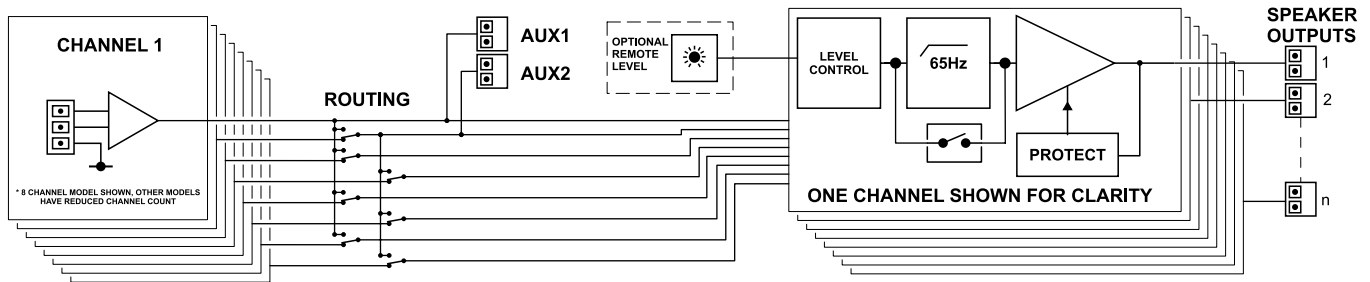 CHANNEL 1
* 8 CHANNEL MODEL SHOWN, OTHER MODELS
HAVE REDUCED CHANNEL COUNT
ROUTING
AUX1
AUX2
OPTIONAL
REMOTE
LEVEL
LEVEL
CONTROL
65Hz
PROTECT
ONE CHANNEL SHOWN FOR CLARITY
SPEAKER
OUTPUTS
1
2
n